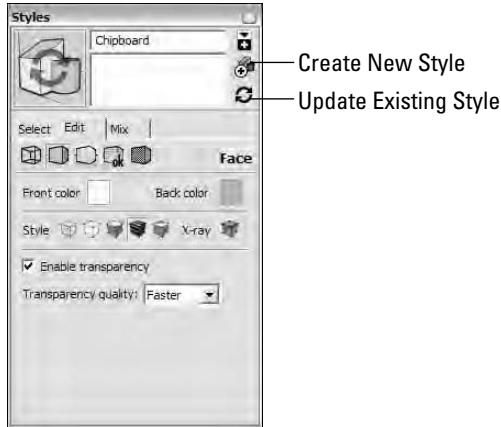 Styles
Chipboard
Create New Style
Update Existing Style
Select Edit Mix
ok
Face
Front color Back color
Style X-ray
Enable transparency
Transparency quality: Faster